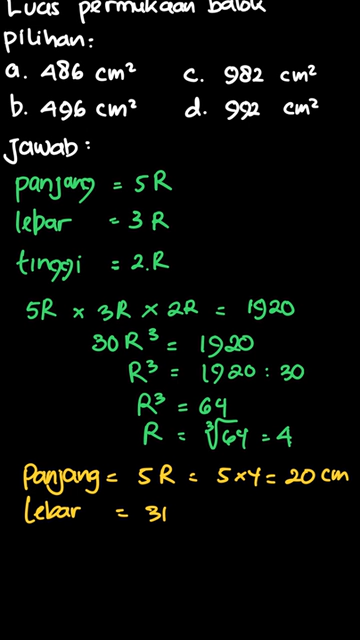 Luas permukaan balok
Pilihan:
a. 486 cm² c. 982 cm²
b. 496 cm² d. 992 cm²
Jawab:
panjang = 5R
lebar = 3R
tinggi = 2.R
5R × 3R × 2R = 1920
30R³ = 1920
R³ = 1920 : 30
R³ = 64
R = ³√64 = 4
Panjang = 5R = 5×4 = 20 cm
Lebar = 3